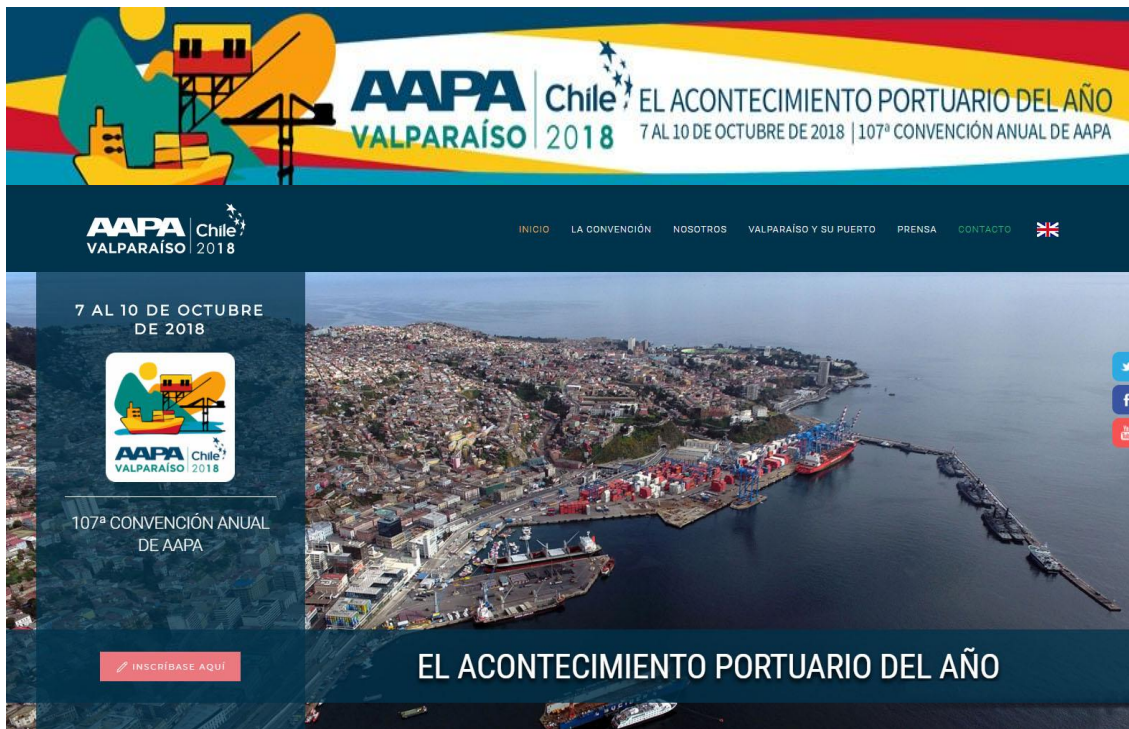 AAPA
VALPARAÍSO
Chile
2018
EL ACONTECIMIENTO PORTUARIO DEL AÑO
7 AL 10 DE OCTUBRE DE 2018 | 107ª CONVENCIÓN ANUAL DE AAPA
AAPA
VALPARAÍSO
Chile
2018
INICIO LA CONVENCIÓN NOSOTROS VALPARAÍSO Y SU PUERTO PRENSA CONTACTO
7 AL 10 DE OCTUBRE
DE 2018
AAPA
VALPARAÍSO
Chile
2018
107ª CONVENCIÓN ANUAL
DE AAPA
INSCRÍBASE AQUÍ
EL ACONTECIMIENTO PORTUARIO DEL AÑO